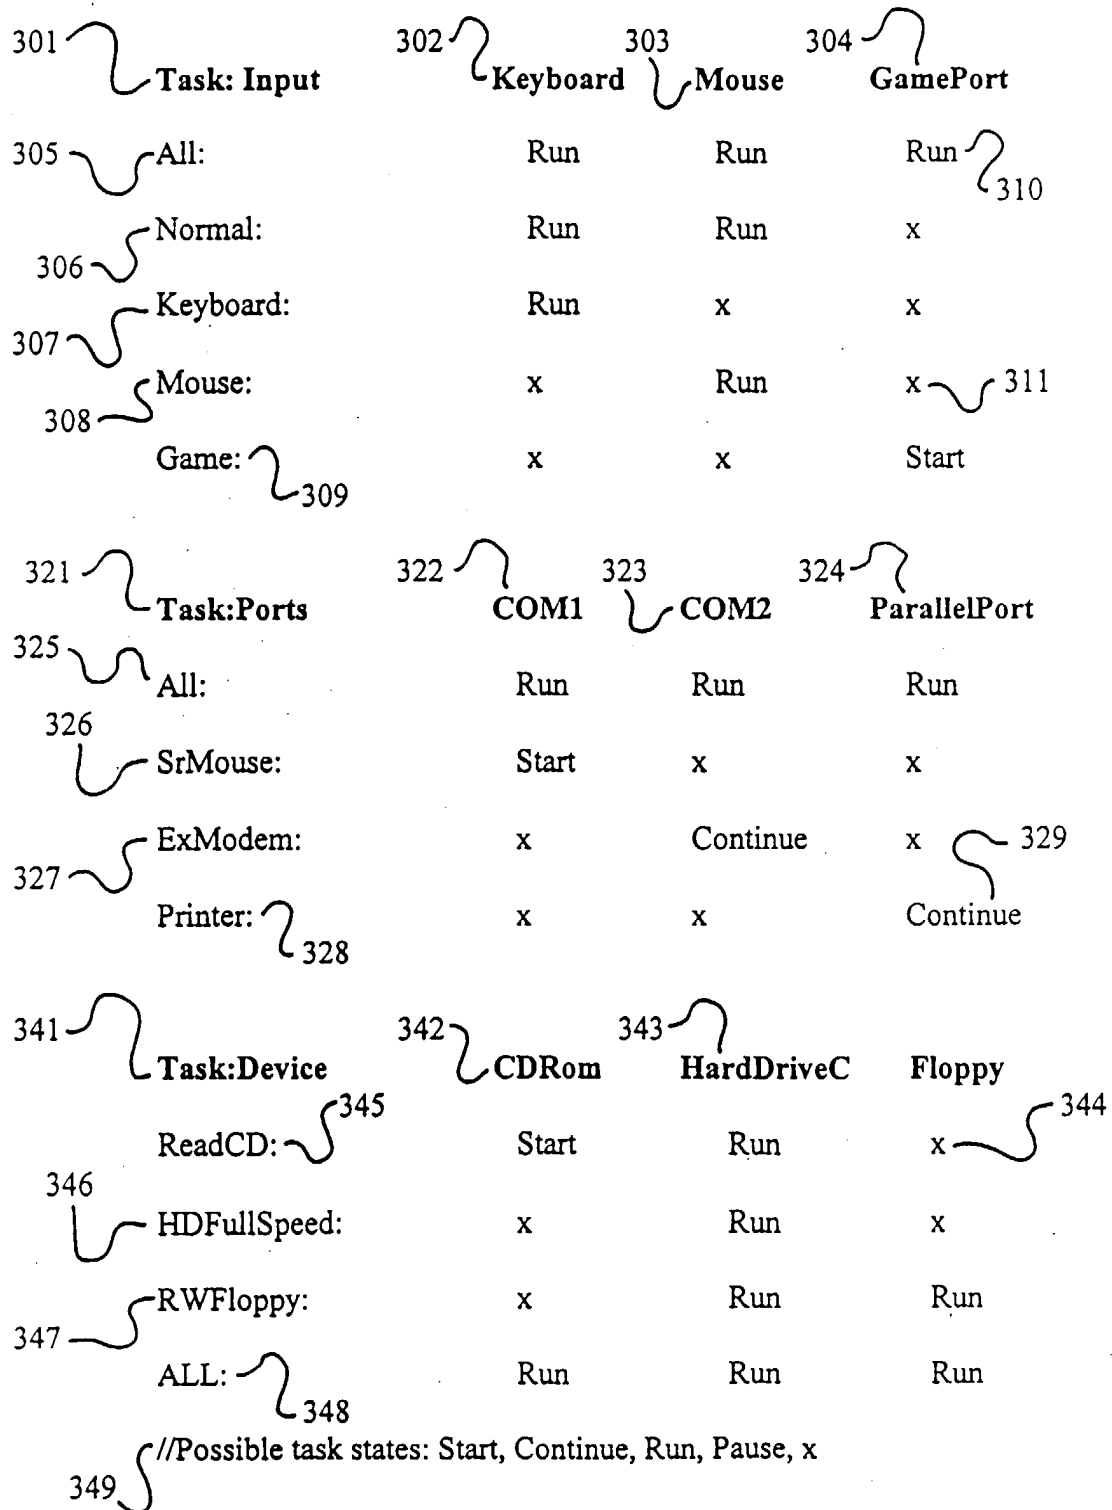 301 302 303 304
Task: Input Keyboard Mouse GamePort
305 All: Run Run Run
310
Normal: Run Run x
306
Keyboard: Run x x
307
Mouse: x Run x 311
308
Game: x x Start
309
321 322 323 324
Task:Ports COM1 COM2 ParallelPort
325
All: Run Run Run
326
SrMouse: Start x x
ExModem: x Continue x 329
327
Printer: x x Continue
328
341 342 343
Task:Device CDRom HardDriveC Floppy
345 344
ReadCD: Start Run x
346
HDFullSpeed: x Run x
RWFloppy: x Run Run
347
ALL: Run Run Run
348
//Possible task states: Start, Continue, Run, Pause, x
349